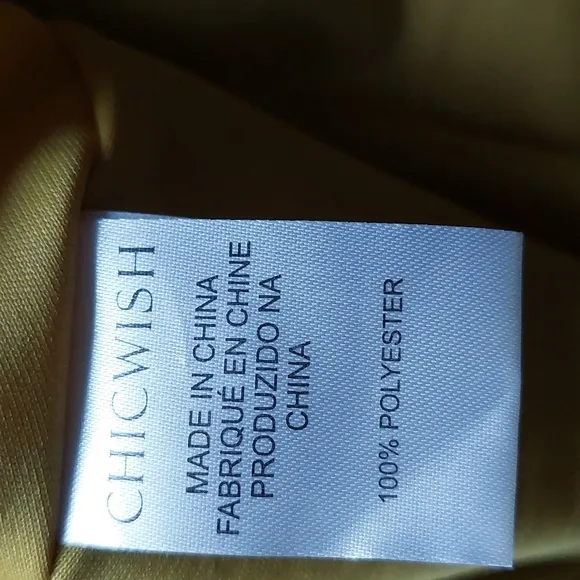 CHICWISH
MADE IN CHINA
FABRIQUÉ EN CHINE
PRODUZIDO NA
CHINA
100% POLYESTER